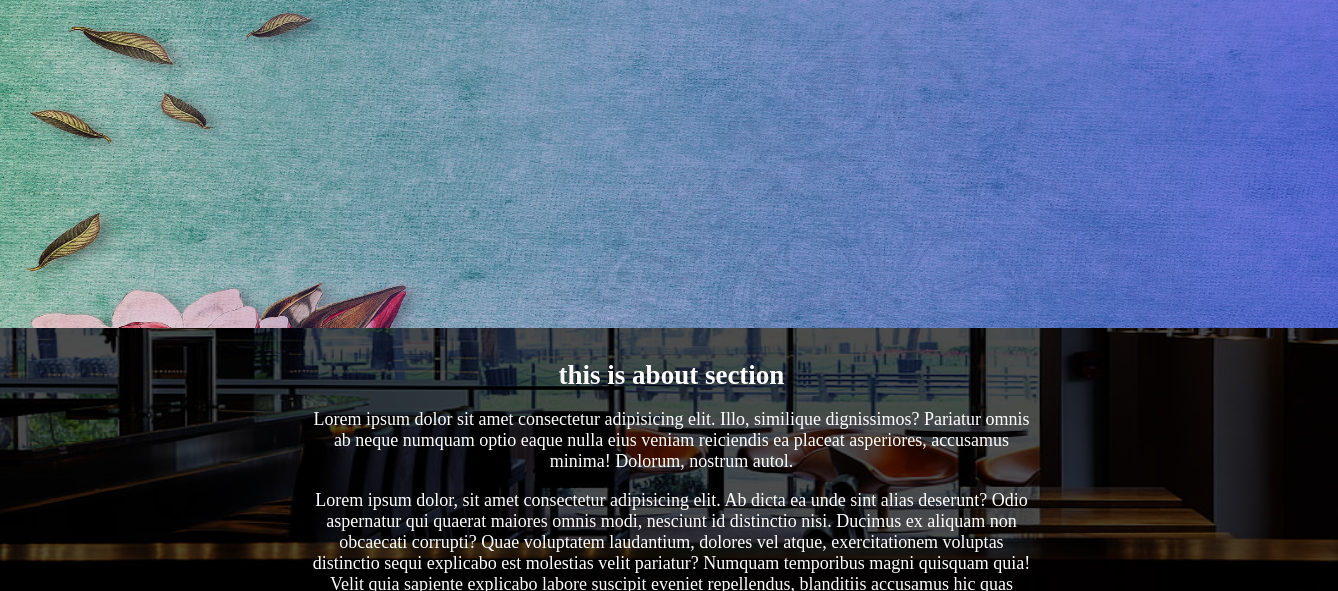 this is about section
Lorem ipsum dolor sit amet consectetur adipisicing elit. Illo, similique dignissimos? Pariatur omnis
ab neque numquam optio eaque nulla eius veniam reiciendis ea placeat asperiores, accusamus
minima! Dolorum, nostrum autol.
Lorem ipsum dolor, sit amet consectetur adipisicing elit. Ab dicta ea unde sint alias deserunt? Odio
aspernatur qui quaerat maiores omnis modi, nesciunt id distinctio nisi. Ducimus ex aliquam non
obcaecati corrupti? Quae voluptatem laudantium, dolores vel atque, exercitationem voluptas
distinctio sequi explicabo est molestias velit pariatur? Numquam temporibus magni quisquam quia!
Velit quia sapiente explicabo labore suscipit eveniet repellendus, blanditiis accusamus hic quas